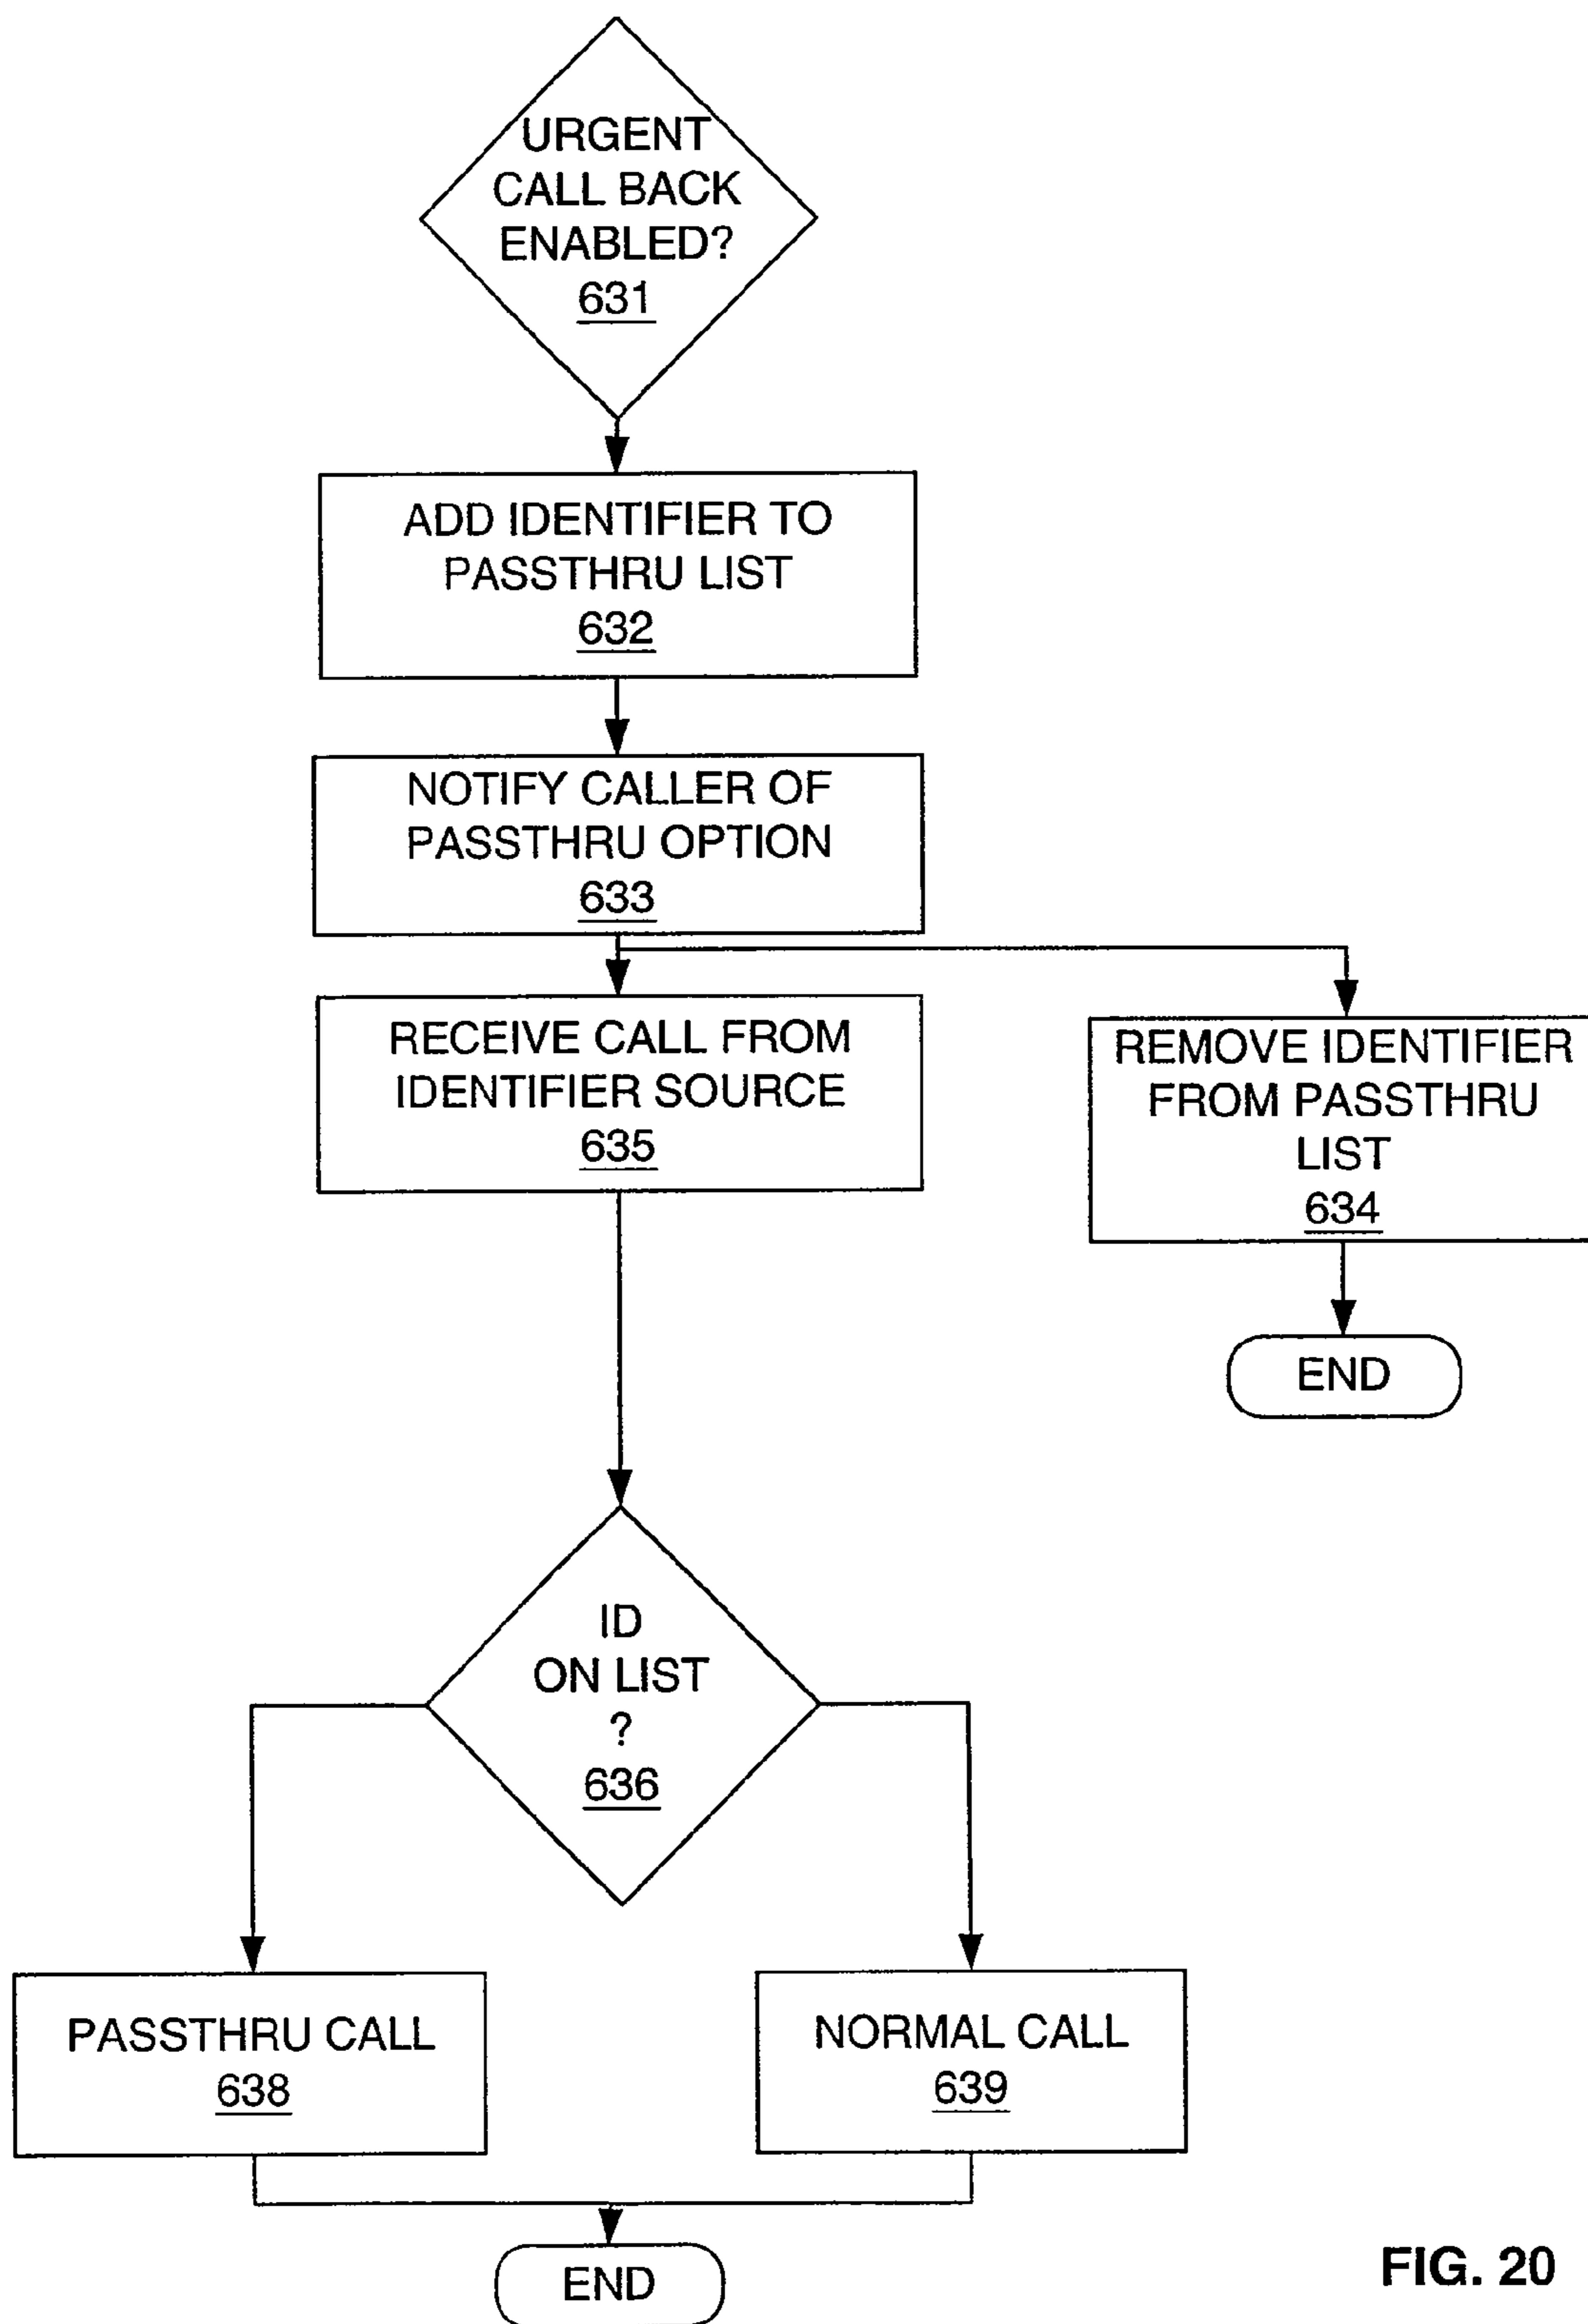 URGENT
CALL BACK
ENABLED?
631
ADD IDENTIFIER TO
PASSTHRU LIST
632
NOTIFY CALLER OF
PASSTHRU OPTION
633
RECEIVE CALL FROM
IDENTIFIER SOURCE
635
REMOVE IDENTIFIER
FROM PASSTHRU
LIST
634
END
ID
ON LIST
?
636
PASSTHRU CALL
638
NORMAL CALL
639
END
FIG. 20